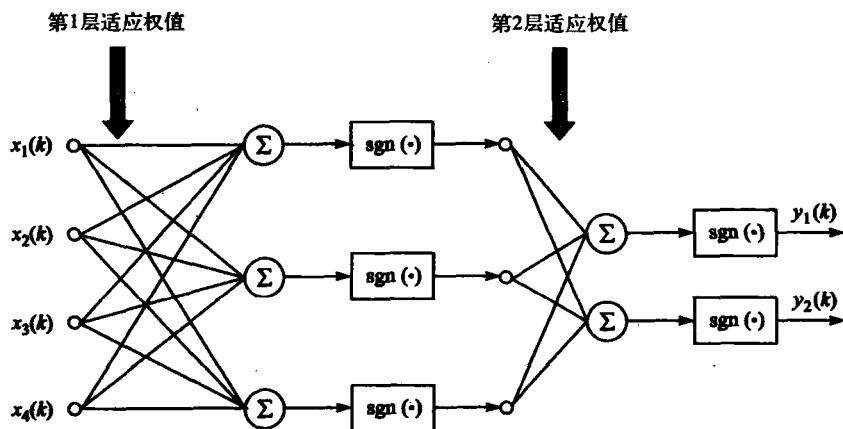 第1层适应权值
第2层适应权值
x₁(k)
Σ
sgn (•)
x₂(k)
Σ
sgn (•)
y₁(k)
Σ
sgn (•)
x₃(k)
Σ
sgn (•)
y₂(k)
x₄(k)
Σ
sgn (•)